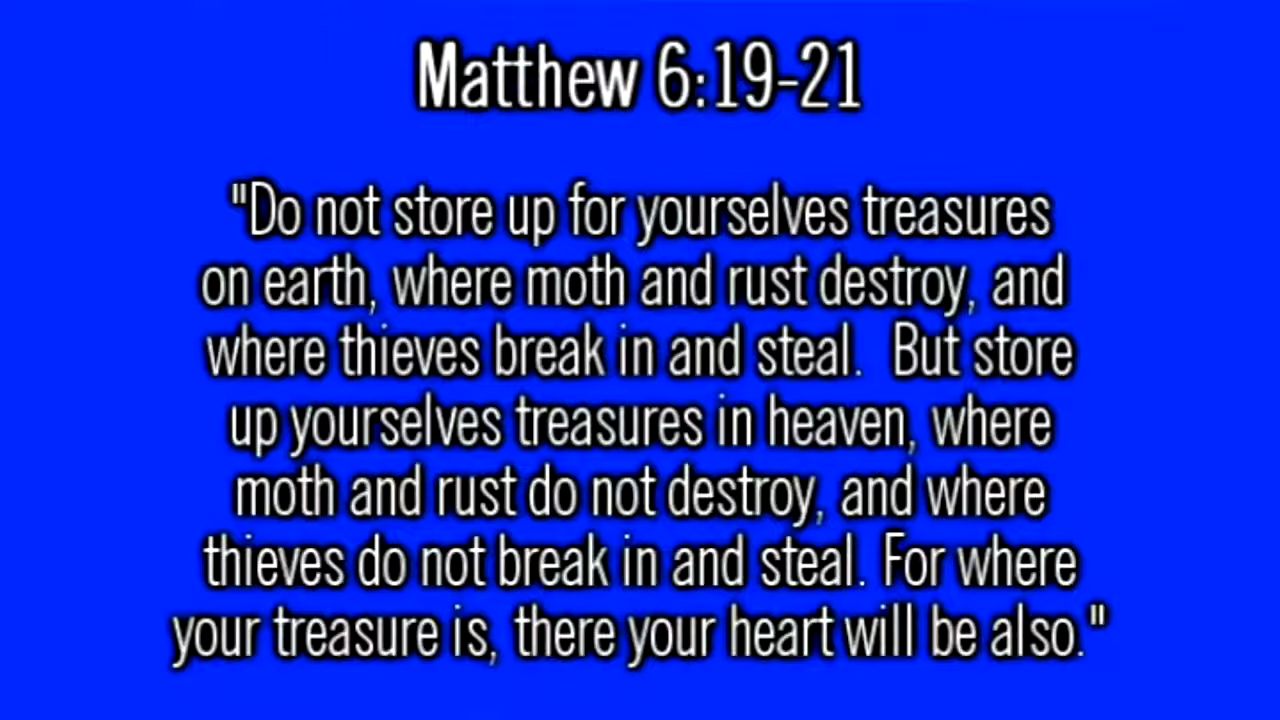 Matthew 6:19-21
"Do not store up for yourselves treasures
on earth, where moth and rust destroy, and
where thieves break in and steal.  But store
up yourselves treasures in heaven, where
moth and rust do not destroy, and where
thieves do not break in and steal. For where
your treasure is, there your heart will be also."